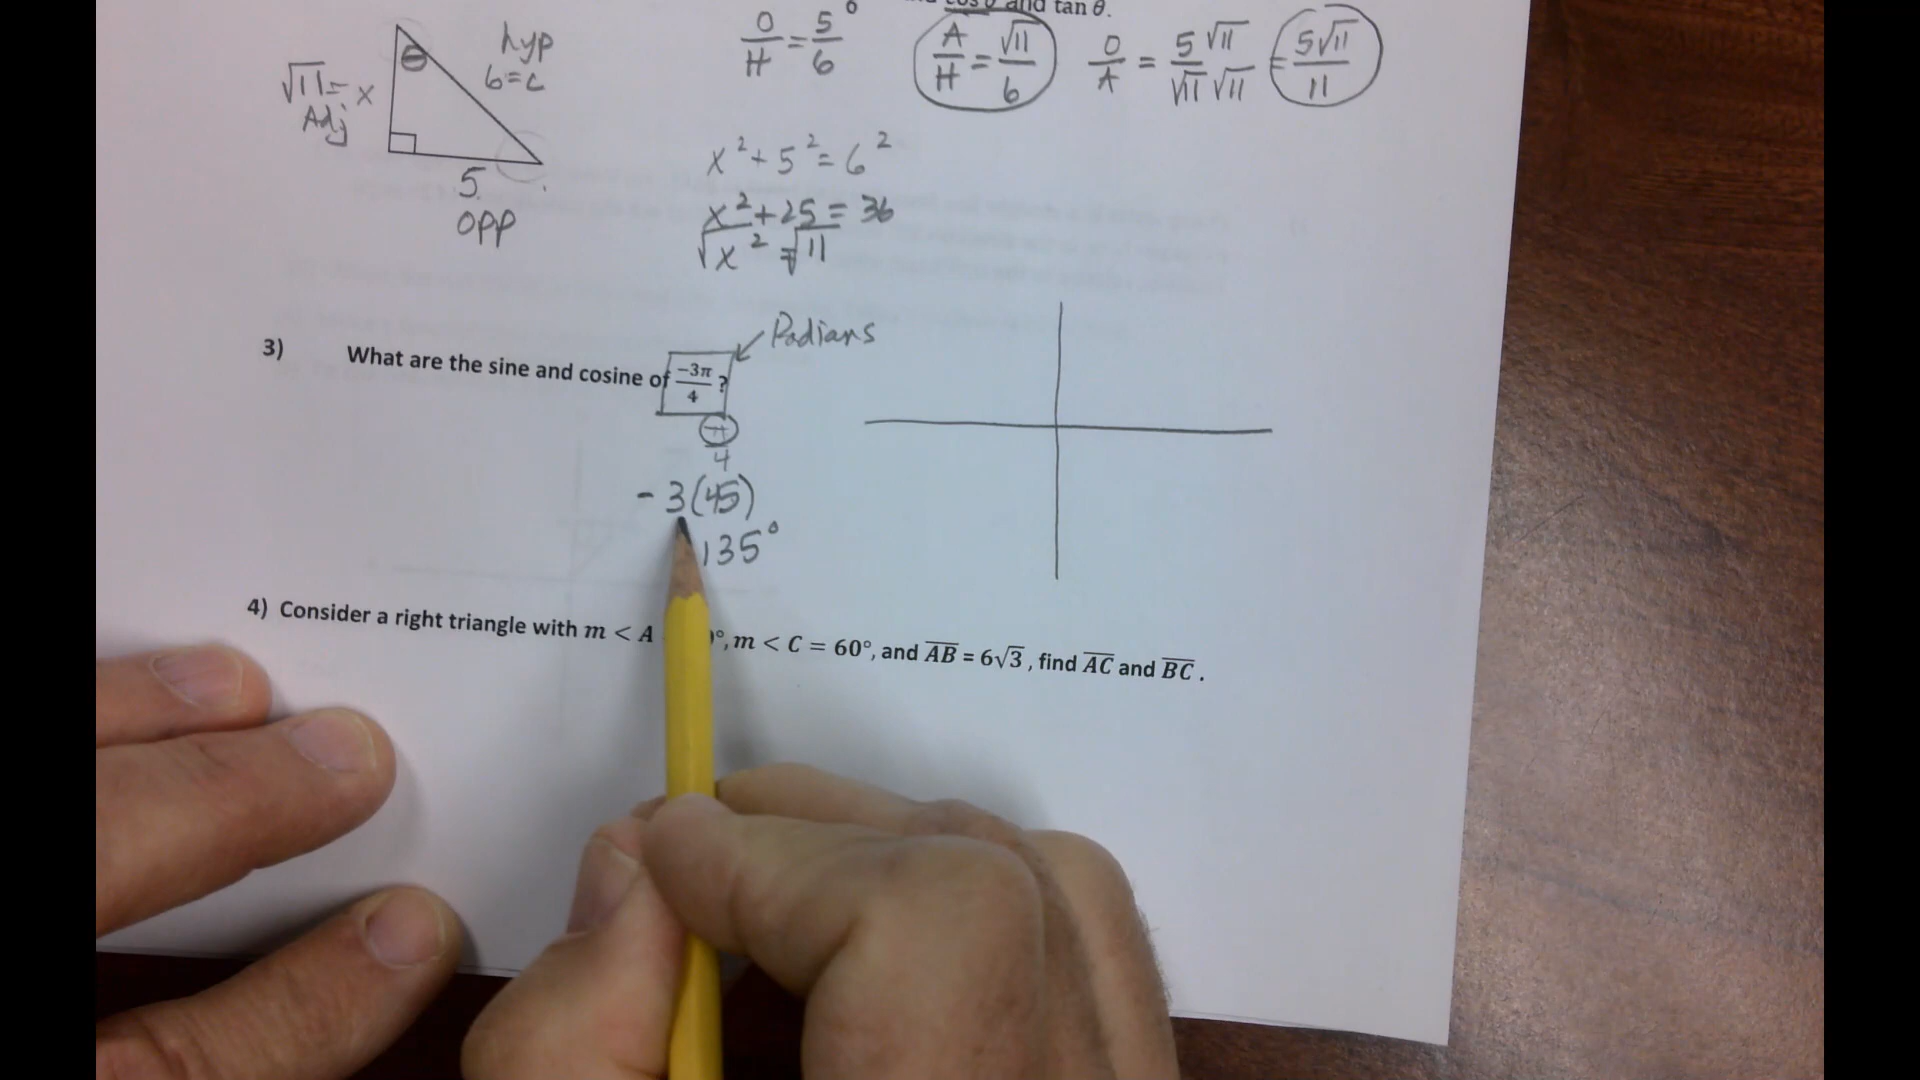 cos θ and tan θ.
O/H = 5/6 °
A/H = √11/6
O/A = 5 √11/√11 √11 = 5√11/11
hyp
6=c
√11 = x
Adj
5
opp
x² + 5² = 6²
x² + 25 = 36
√x² = √11
Radians
3) What are the sine and cosine of −3π/4 ?
π/4
- 3(45)
135°
4) Consider a right triangle with m < A °, m < C = 60°, and AB = 6√3 , find AC and BC .